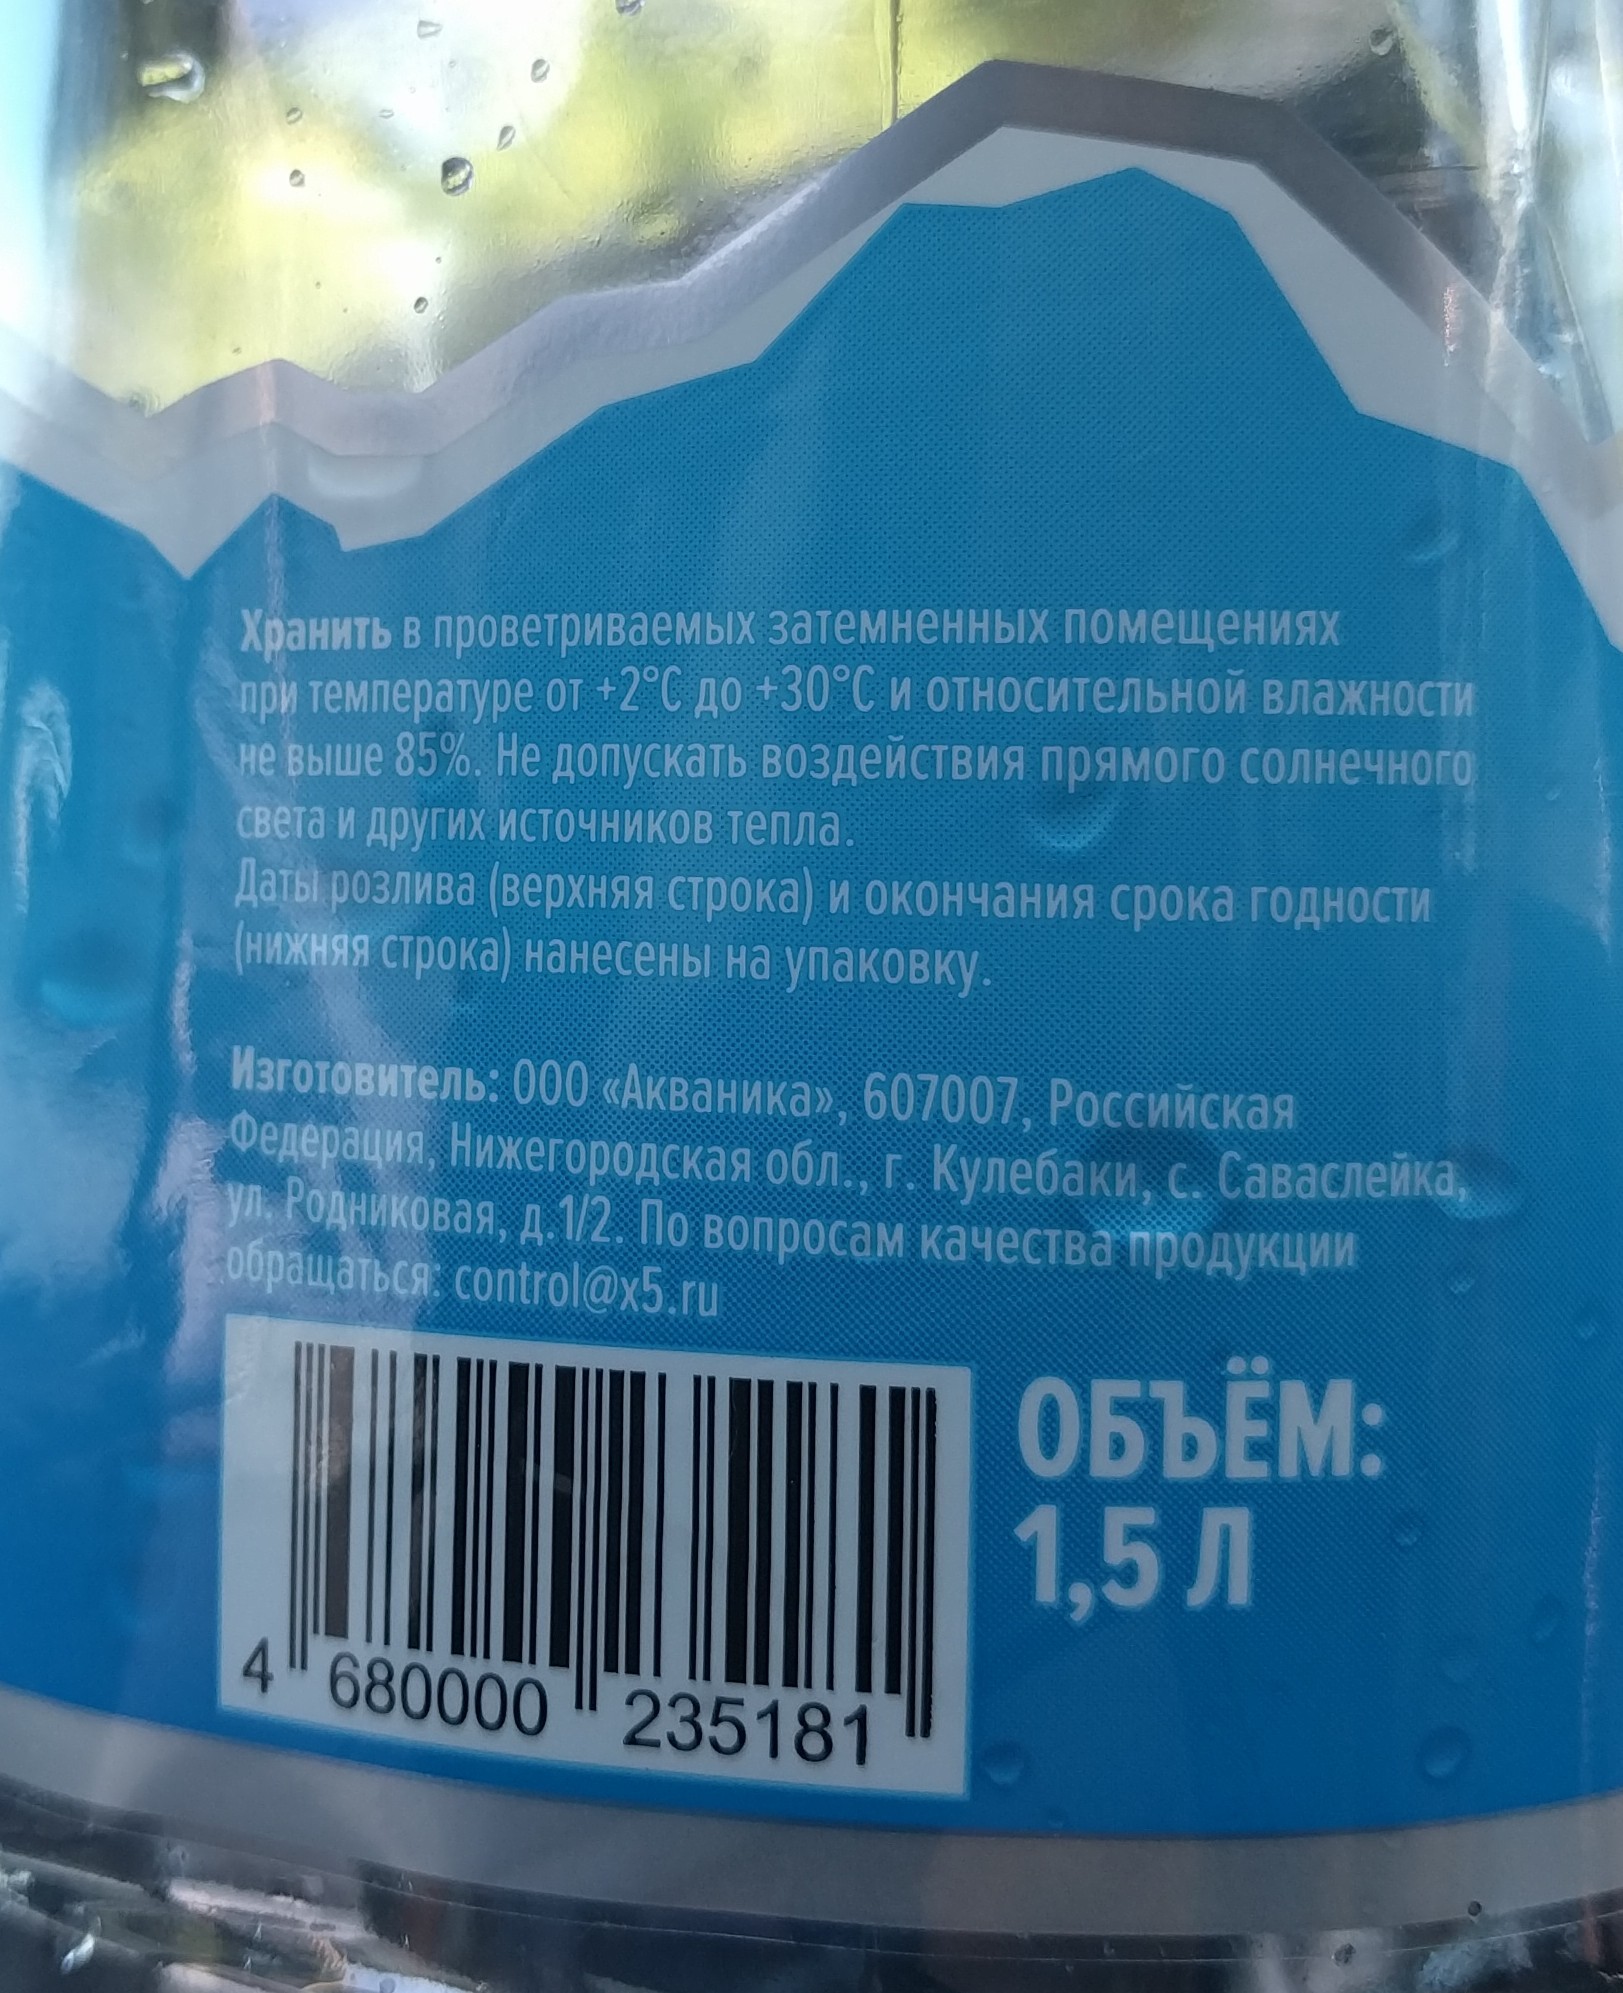 Хранить в проветриваемых затемненных помещениях
при температуре от +2°C до +30°C и относительной влажности
не выше 85%. Не допускать воздействия прямого солнечного
света и других источников тепла.
Даты розлива (верхняя строка) и окончания срока годности
(нижняя строка) нанесены на упаковку.
Изготовитель: ООО «Акваника», 607007, Российская
Федерация, Нижегородская обл., г. Кулебаки, с. Саваслейка,
ул. Родниковая, д.1/2. По вопросам качества продукции
обращаться: control@x5.ru
ОБЪЁМ:
1,5 Л
4 680000 235181